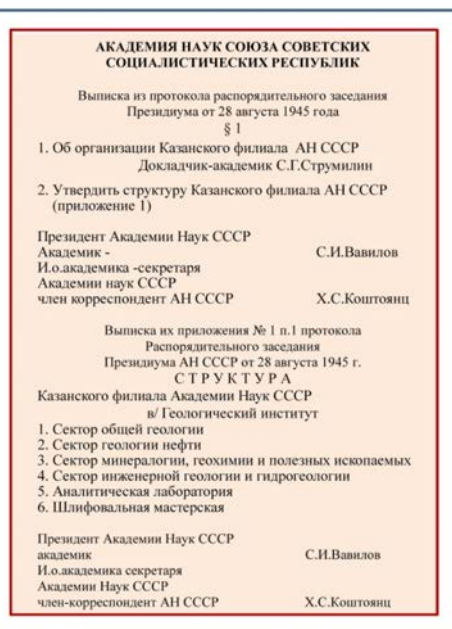 АКАДЕМИЯ НАУК СОЮЗА СОВЕТСКИХ
СОЦИАЛИСТИЧЕСКИХ РЕСПУБЛИК
Выписка из протокола распорядительного заседания
Президиума от 28 августа 1945 года
§ 1
1. Об организации Казанского филиала АН СССР
Докладчик-академик С.Г.Струмилин
2. Утвердить структуру Казанского филиала АН СССР
(приложение 1)
Президент Академии Наук СССР
Академик - С.И.Вавилов
И.о.академика -секретаря
Академии наук СССР
член корреспондент АН СССР Х.С.Коштоянц
Выписка их приложения № 1 п.1 протокола
Распорядительного заседания
Президиума АН СССР от 28 августа 1945 г.
С Т Р У К Т У Р А
Казанского филиала Академии Наук СССР
в/ Геологический институт
1. Сектор общей геологии
2. Сектор геологии нефти
3. Сектор минералогии, геохимии и полезных ископаемых
4. Сектор инженерной геологии и гидрогеологии
5. Аналитическая лаборатория
6. Шлифовальная мастерская
Президент Академии Наук СССР
академик С.И.Вавилов
И.о.академика секретаря
Академии Наук СССР
член-корреспондент АН СССР Х.С.Коштоянц